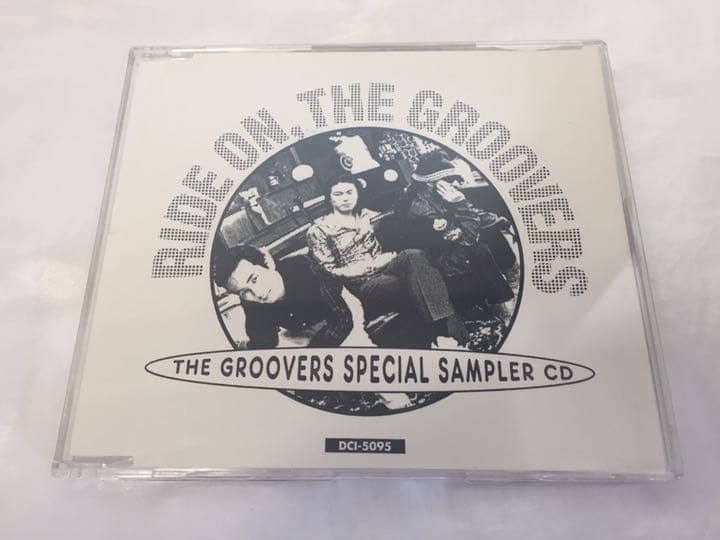 RIDE ON, THE GROOVERS
THE GROOVERS SPECIAL SAMPLER CD
DCI-5095